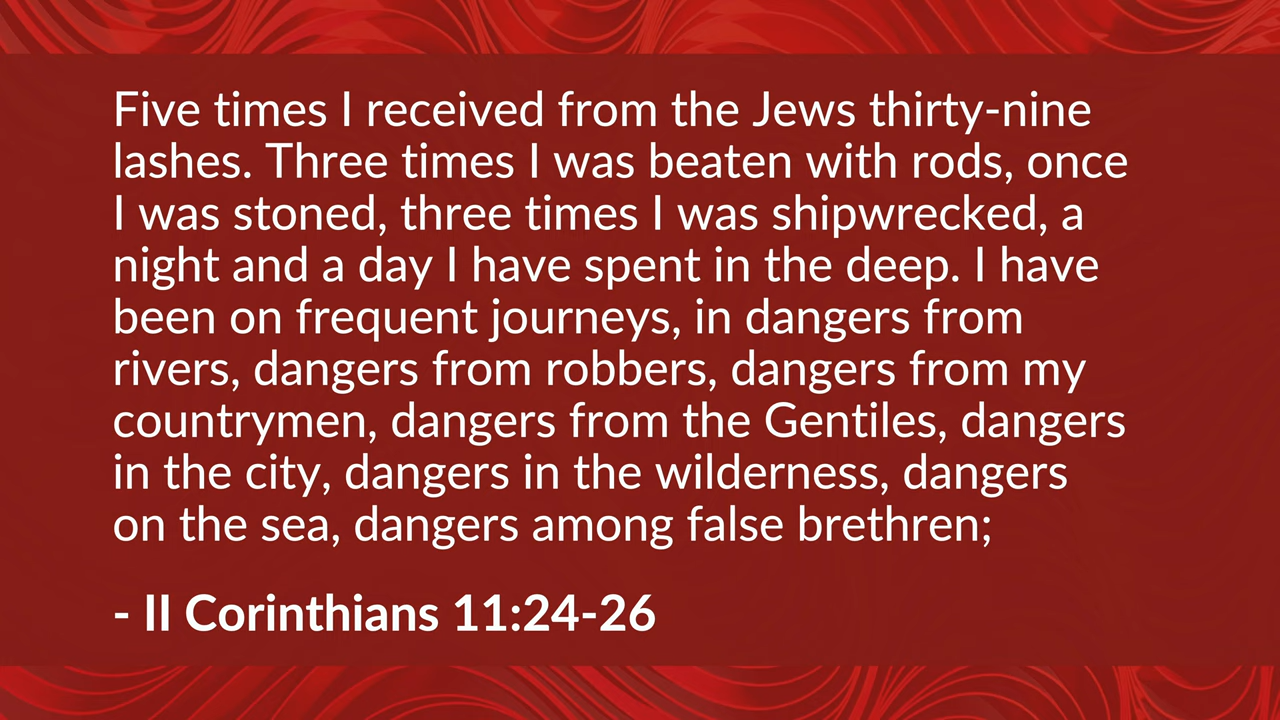 Five times I received from the Jews thirty-nine
lashes. Three times I was beaten with rods, once
I was stoned, three times I was shipwrecked, a
night and a day I have spent in the deep. I have
been on frequent journeys, in dangers from
rivers, dangers from robbers, dangers from my
countrymen, dangers from the Gentiles, dangers
in the city, dangers in the wilderness, dangers
on the sea, dangers among false brethren;
- II Corinthians 11:24-26